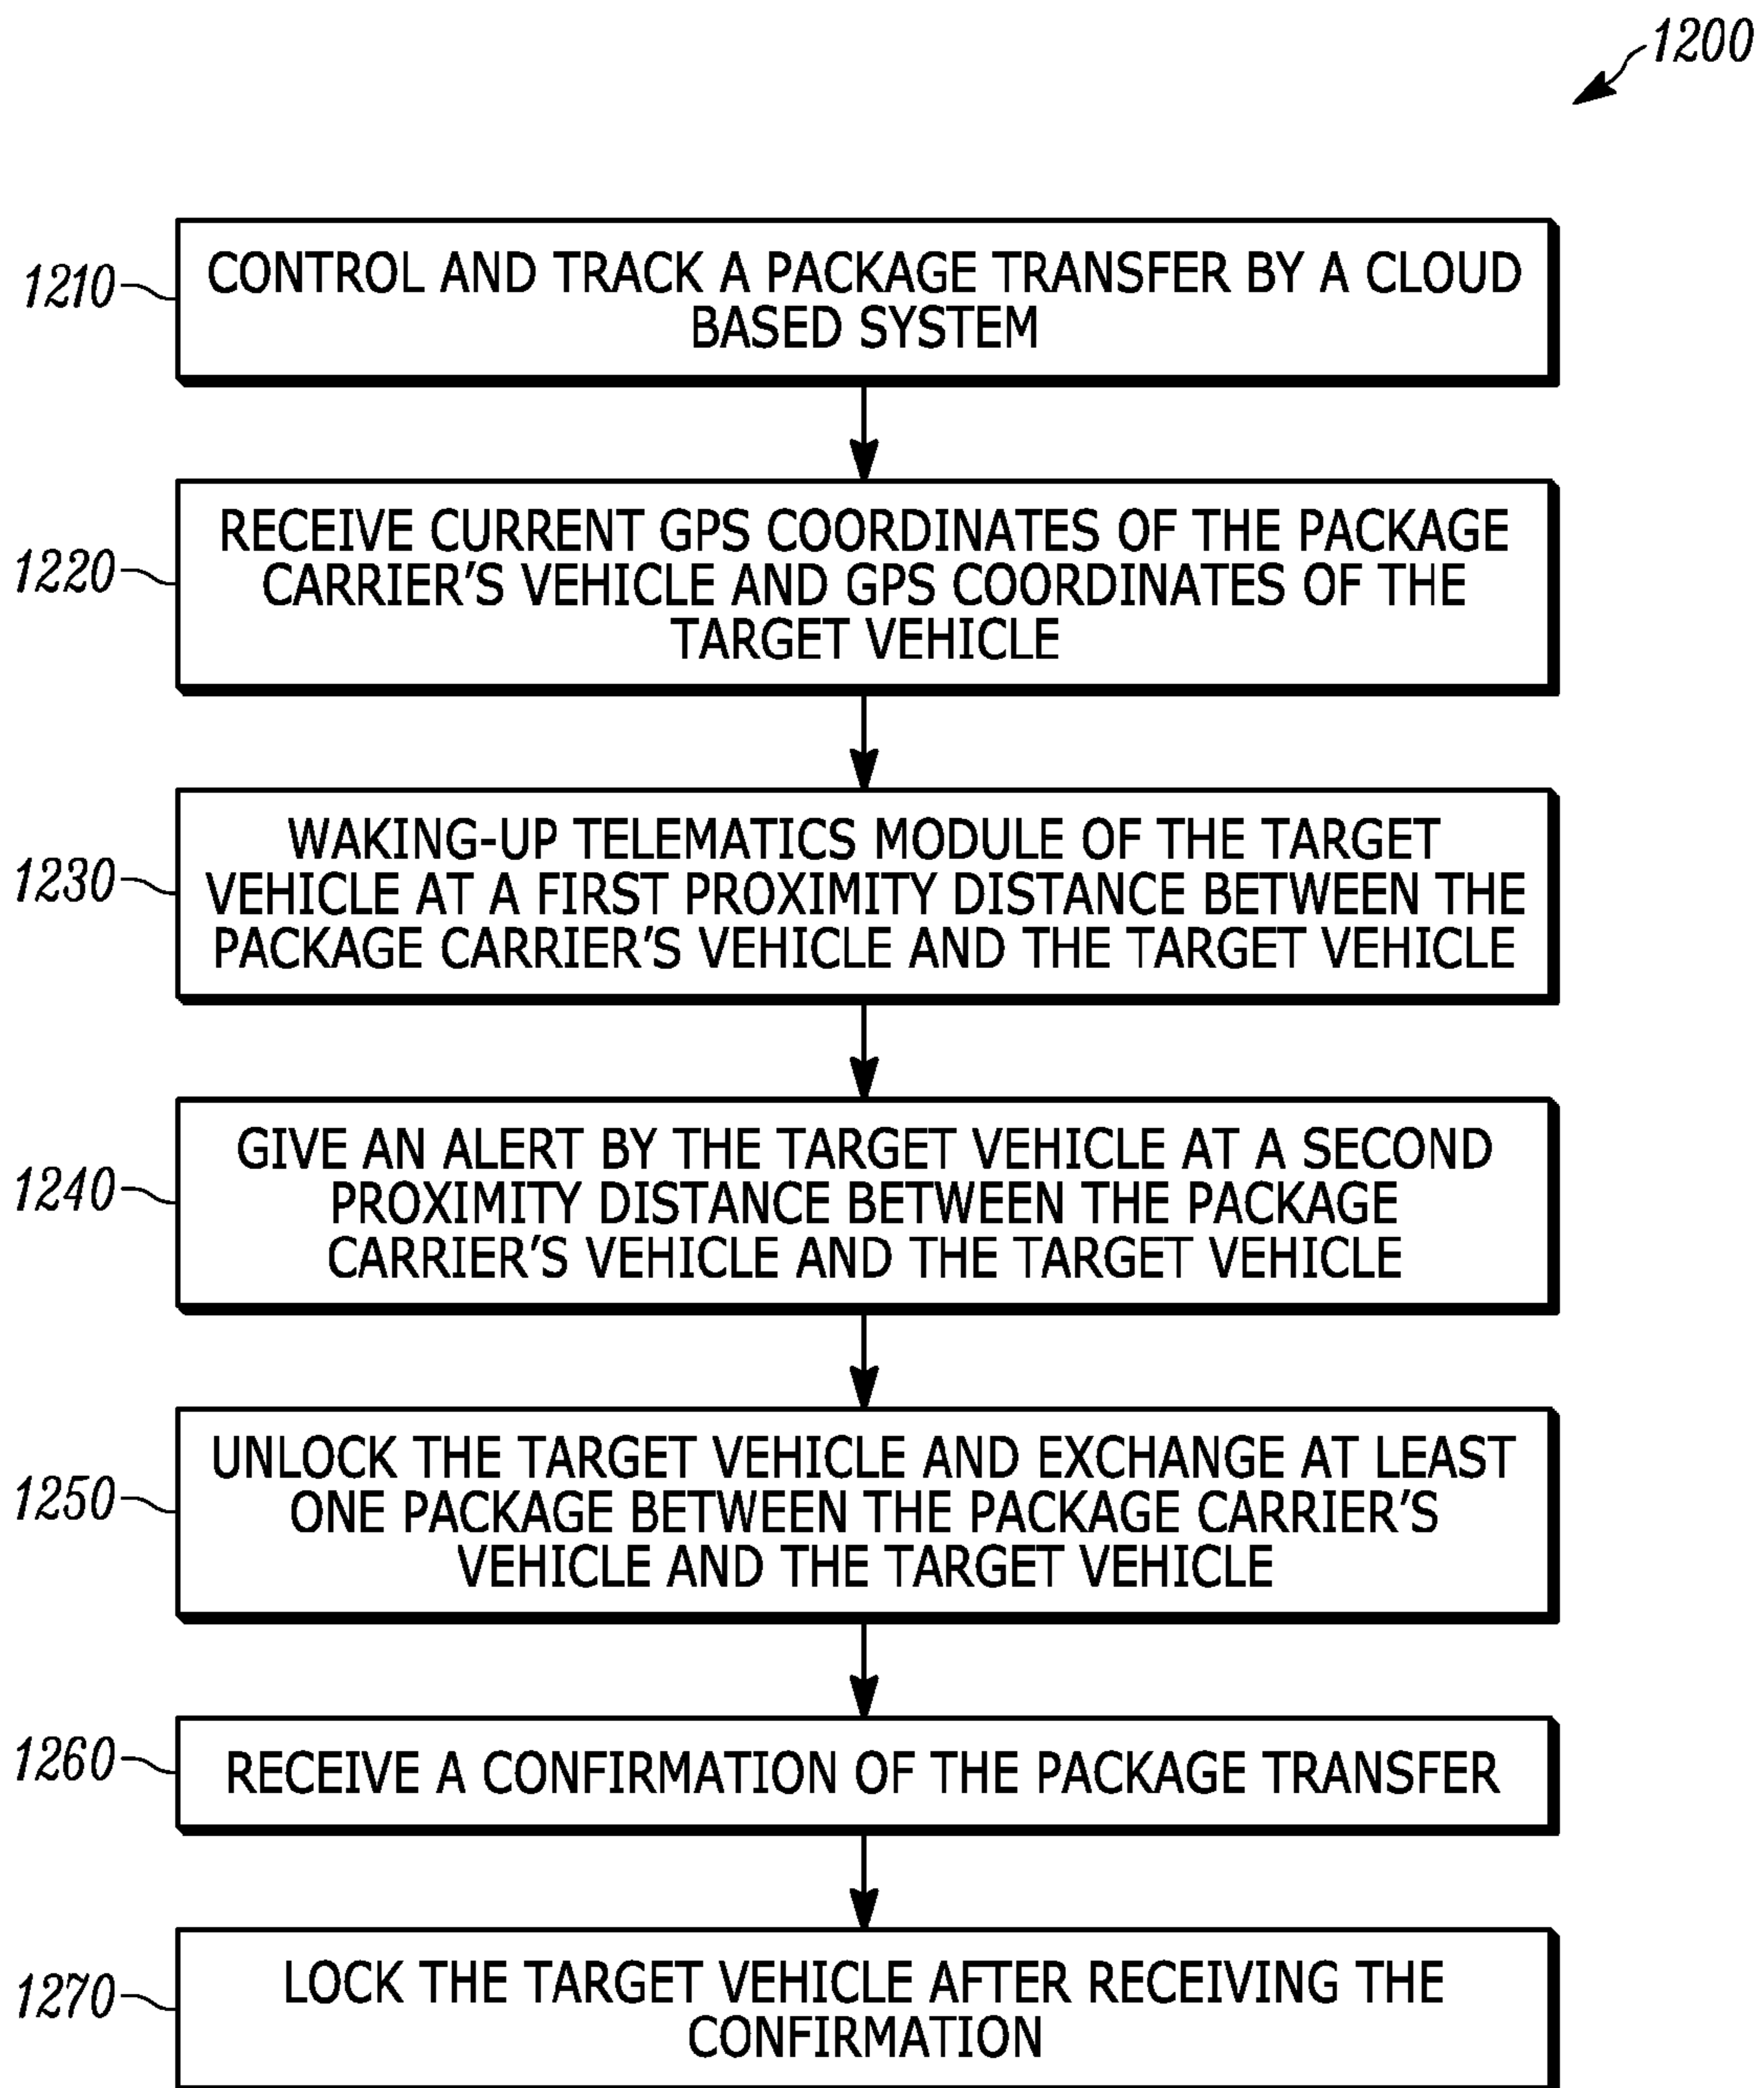 1200
1210
CONTROL AND TRACK A PACKAGE TRANSFER BY A CLOUD
BASED SYSTEM
1220
RECEIVE CURRENT GPS COORDINATES OF THE PACKAGE
CARRIER'S VEHICLE AND GPS COORDINATES OF THE
TARGET VEHICLE
1230
WAKING-UP TELEMATICS MODULE OF THE TARGET
VEHICLE AT A FIRST PROXIMITY DISTANCE BETWEEN THE
PACKAGE CARRIER'S VEHICLE AND THE TARGET VEHICLE
1240
GIVE AN ALERT BY THE TARGET VEHICLE AT A SECOND
PROXIMITY DISTANCE BETWEEN THE PACKAGE
CARRIER'S VEHICLE AND THE TARGET VEHICLE
1250
UNLOCK THE TARGET VEHICLE AND EXCHANGE AT LEAST
ONE PACKAGE BETWEEN THE PACKAGE CARRIER'S
VEHICLE AND THE TARGET VEHICLE
1260
RECEIVE A CONFIRMATION OF THE PACKAGE TRANSFER
1270
LOCK THE TARGET VEHICLE AFTER RECEIVING THE
CONFIRMATION